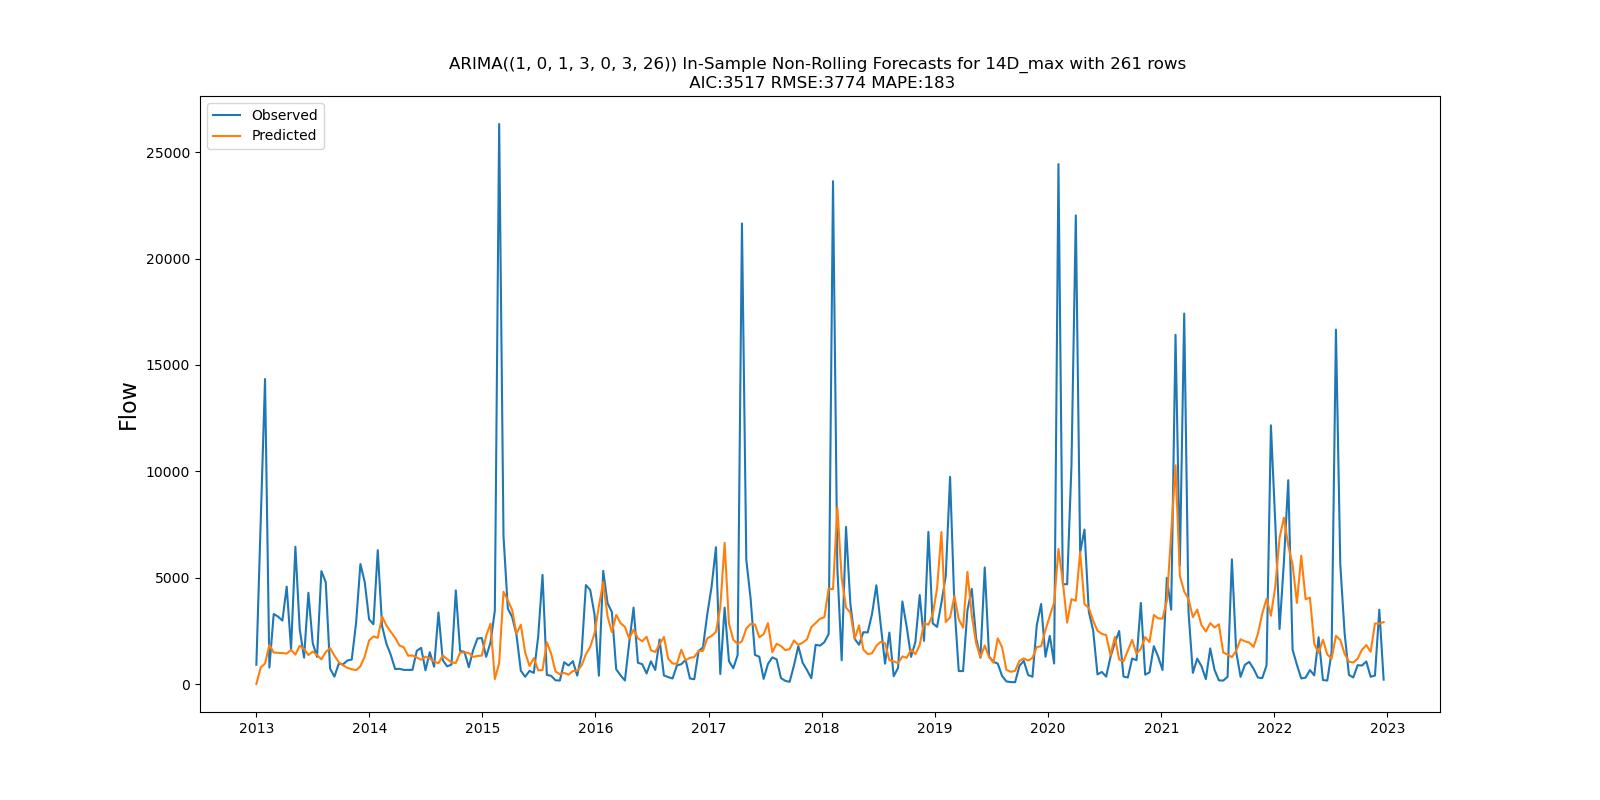 ARIMA((1, 0, 1, 3, 0, 3, 26)) In-Sample Non-Rolling Forecasts for 14D_max with 261 rows
AIC:3517 RMSE:3774 MAPE:183
Observed
Predicted
25000
20000
15000
10000
5000
0
Flow
2013 2014 2015 2016 2017 2018 2019 2020 2021 2022 2023